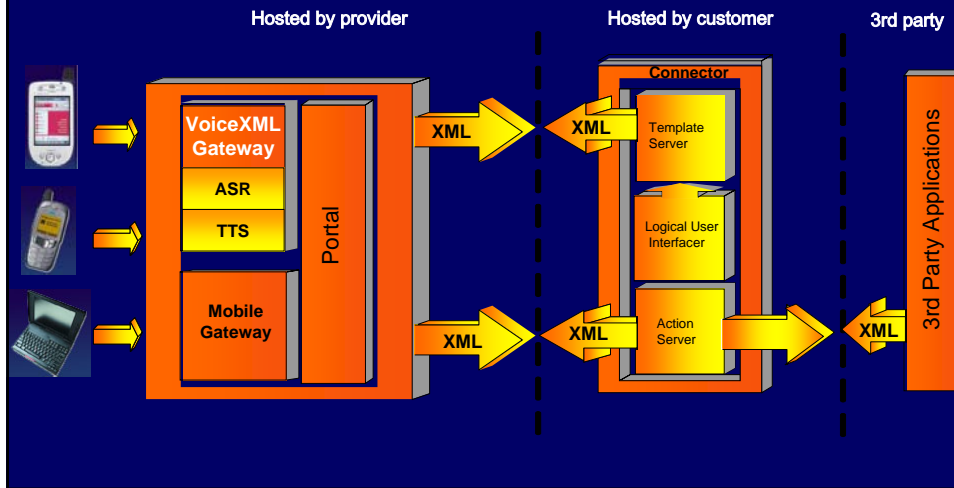 Hosted by provider
Hosted by customer
3rd party
Connector
VoiceXML
Gateway
ASR
TTS
Portal
Mobile
Gateway
XML
XML
XML
XML
Template
Server
Logical User
Interfacer
Action
Server
XML
3rd Party Applications